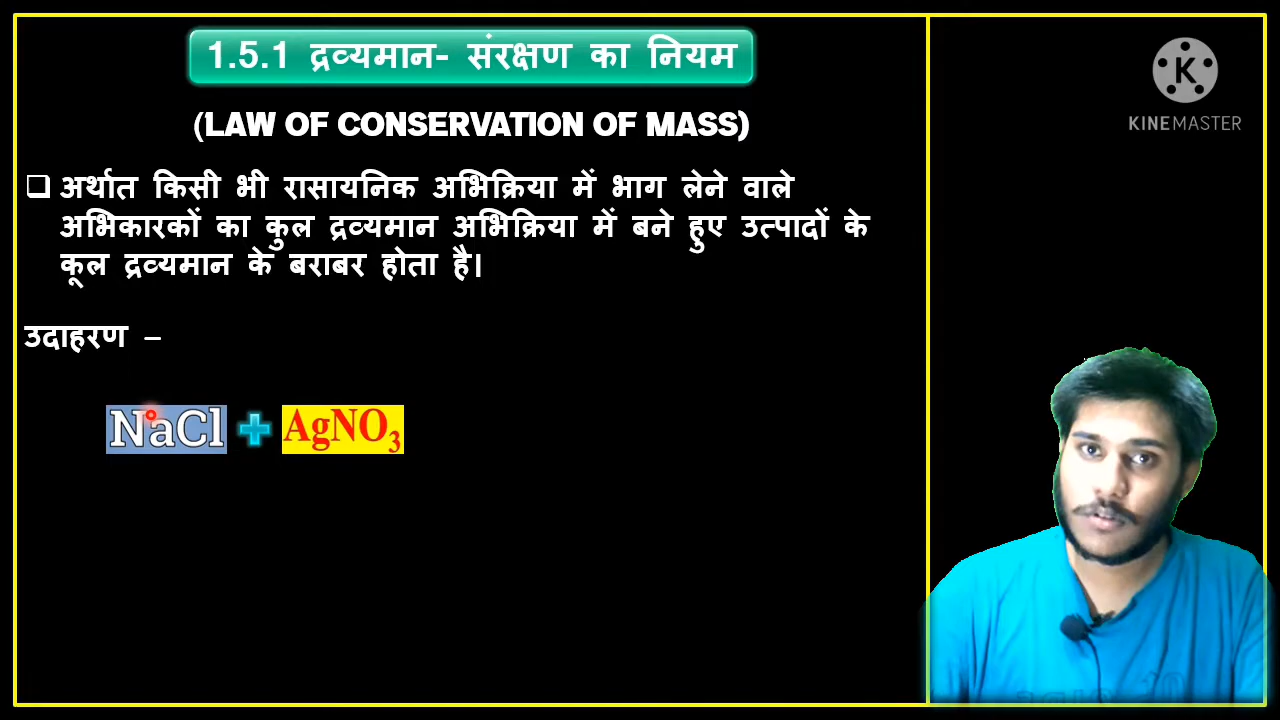 1.5.1 द्रव्यमान- संरक्षण का नियम
(LAW OF CONSERVATION OF MASS)
❑ अर्थात किसी भी रासायनिक अभिक्रिया में भाग लेने वाले
अभिकारकों का कुल द्रव्यमान अभिक्रिया में बने हुए उत्पादों के
कूल द्रव्यमान के बराबर होता है।
उदाहरण –
NaCl + AgNO₃
K
KINEMASTER